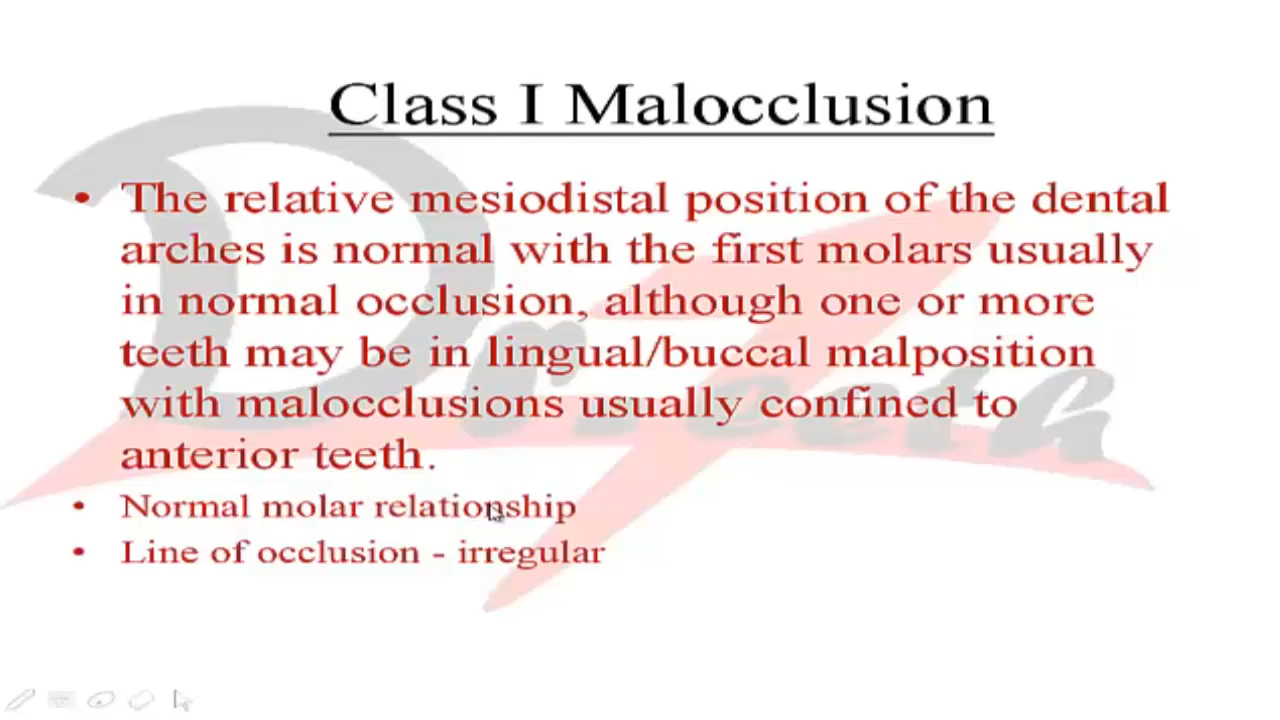 Class I Malocclusion
• The relative mesiodistal position of the dental
arches is normal with the first molars usually
in normal occlusion, although one or more
teeth may be in lingual/buccal malposition
with malocclusions usually confined to
anterior teeth.
• Normal molar relationship
• Line of occlusion - irregular